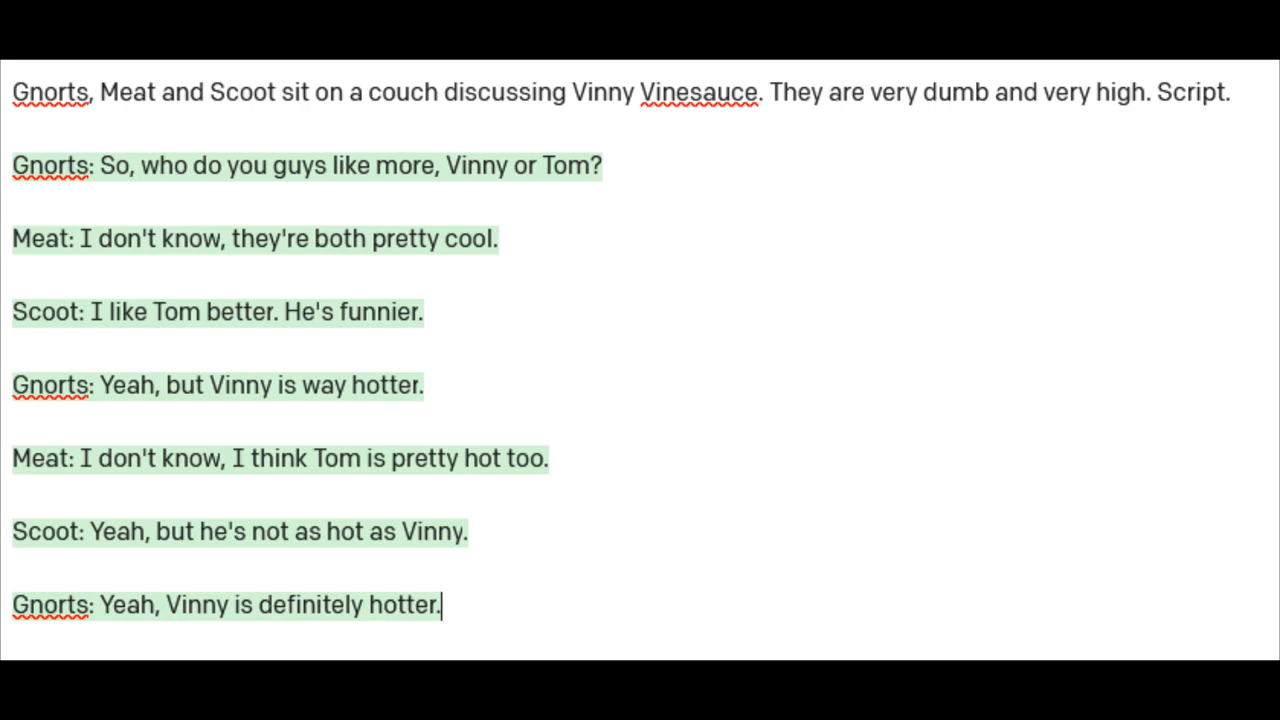 Gnorts, Meat and Scoot sit on a couch discussing Vinny Vinesauce. They are very dumb and very high. Script.
Gnorts: So, who do you guys like more, Vinny or Tom?
Meat: I don't know, they're both pretty cool.
Scoot: I like Tom better. He's funnier.
Gnorts: Yeah, but Vinny is way hotter.
Meat: I don't know, I think Tom is pretty hot too.
Scoot: Yeah, but he's not as hot as Vinny.
Gnorts: Yeah, Vinny is definitely hotter.